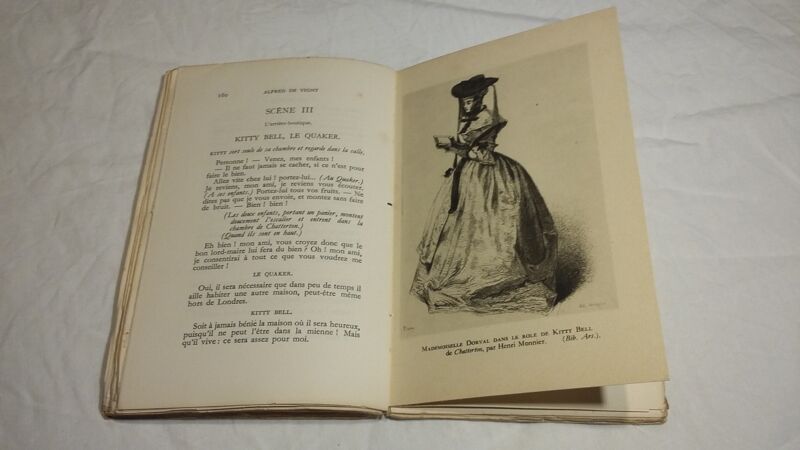 180
ALFRED DE VIGNY
SCÈNE III
L'arrière-boutique.
KITTY BELL, LE QUAKER.
KITTY sort seule de sa chambre et regarde dans la salle.
Personne ! — Venez, mes enfants !
— Il ne faut jamais se cacher, si ce n'est pour
faire le bien.
Allez vite chez lui ! portez-lui... (Au Quaker.)
Je reviens, mon ami, je reviens vous écouter.
(A ses enfants.) Portez-lui tous vos fruits. — Ne
dites pas que je vous envoie, et montez sans faire
de bruit. — Bien ! bien !
(Les deux enfants, portant un panier, montent
doucement l'escalier et entrent dans la
chambre de Chatterton.)
(Quand ils sont en haut.)
Eh bien ! mon ami, vous croyez donc que le
bon lord-maire lui fera du bien ? Oh ! mon ami,
je consentirai à tout ce que vous voudrez me
conseiller !
LE QUAKER.
Oui, il sera nécessaire que dans peu de temps il
aille habiter une autre maison, peut-être même
hors de Londres.
KITTY BELL.
Soit à jamais bénie la maison où il sera heureux,
puisqu'il ne peut l'être dans la mienne ! Mais
qu'il vive : ce sera assez pour moi.
MADEMOISELLE DORVAL DANS LE ROLE DE KITTY BELL
de Chatterton, par Henri Monnier. (Bib. Ars.).